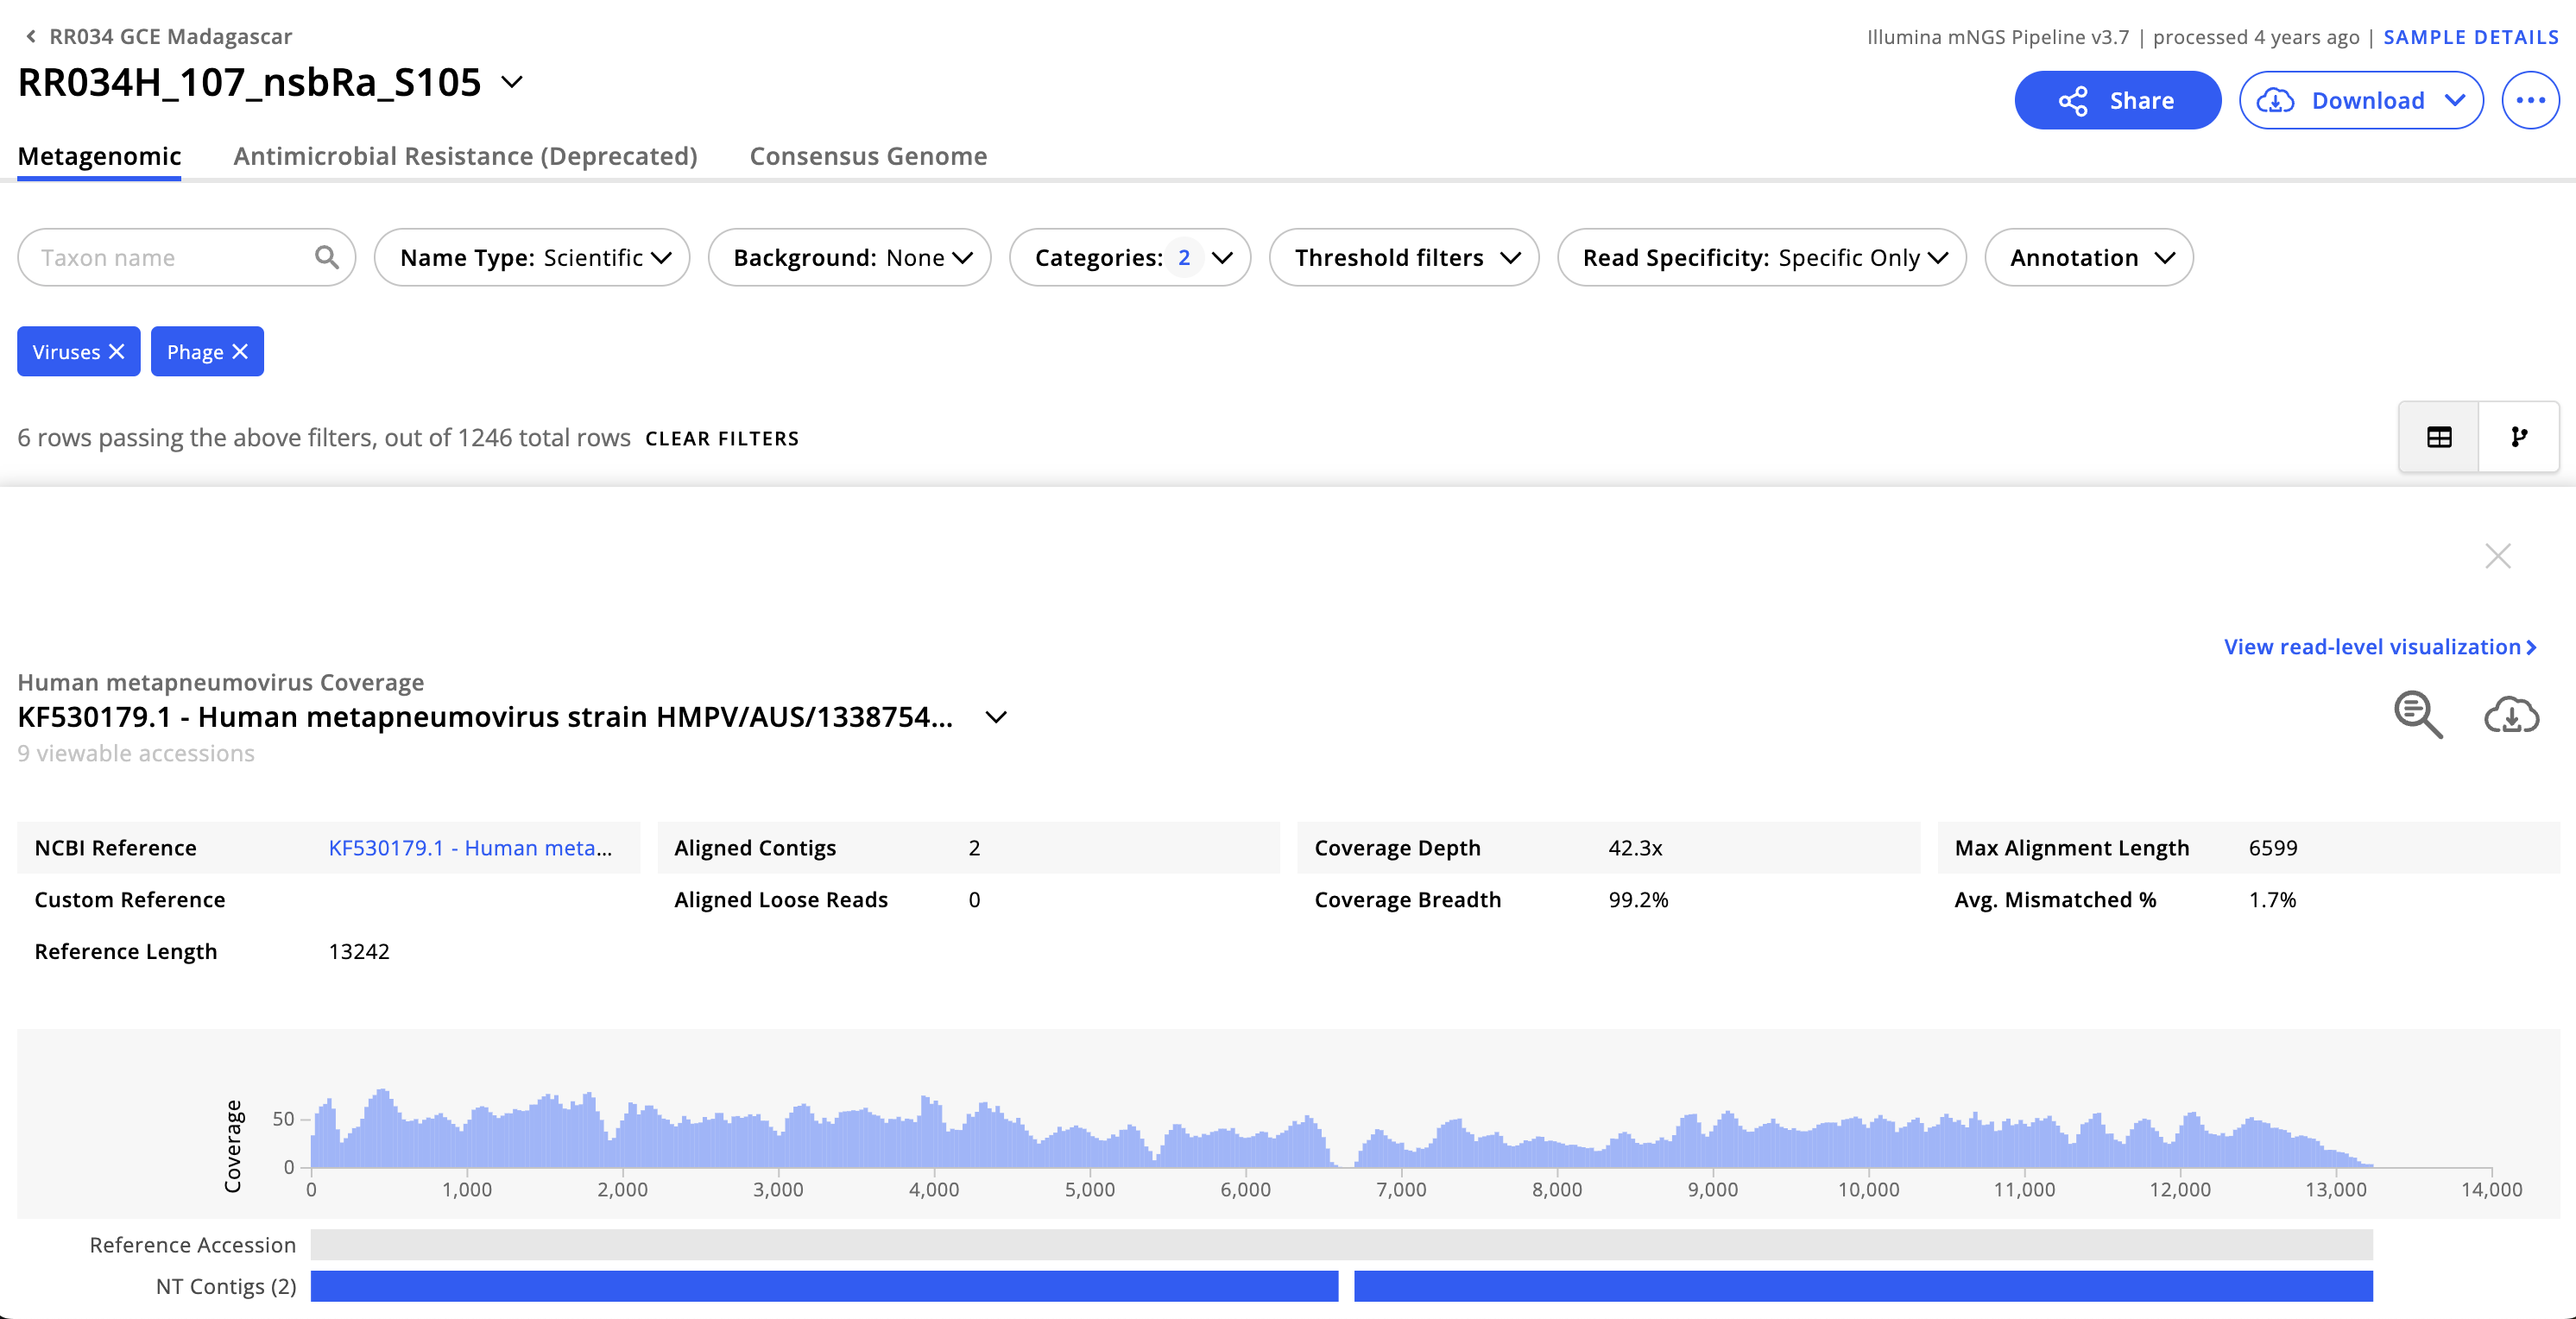 RR034 GCE Madagascar
Illumina mNGS Pipeline v3.7 | processed 4 years ago | SAMPLE DETAILS
RR034H_107_nsbRa_S105
Share
Download
Metagenomic
Antimicrobial Resistance (Deprecated)
Consensus Genome
Taxon name
Name Type: Scientific
Background: None
Categories: 2
Threshold filters
Read Specificity: Specific Only
Annotation
Viruses
Phage
6 rows passing the above filters, out of 1246 total rows CLEAR FILTERS
View read-level visualization
Human metapneumovirus Coverage
KF530179.1 - Human metapneumovirus strain HMPV/AUS/1338754...
9 viewable accessions
NCBI Reference KF530179.1 - Human meta...
Aligned Contigs 2
Coverage Depth 42.3x
Max Alignment Length 6599
Custom Reference
Aligned Loose Reads 0
Coverage Breadth 99.2%
Avg. Mismatched % 1.7%
Reference Length 13242
Coverage
50
0
0 1,000 2,000 3,000 4,000 5,000 6,000 7,000 8,000 9,000 10,000 11,000 12,000 13,000 14,000
Reference Accession
NT Contigs (2)